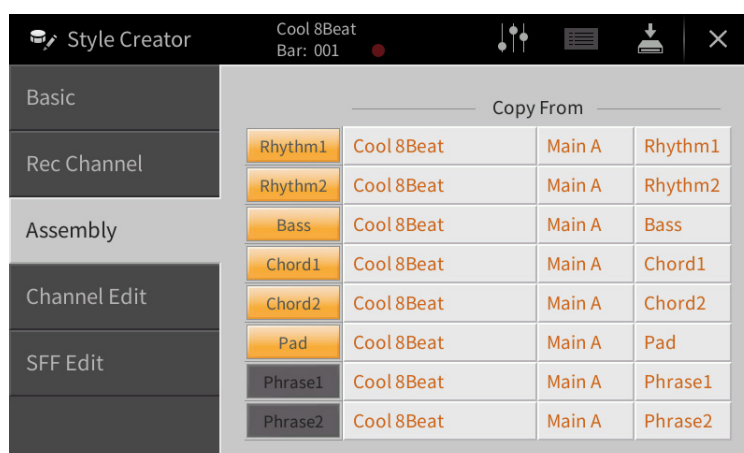 Style Creator
Cool 8Beat
Bar: 001
Basic
Rec Channel
Assembly
Channel Edit
SFF Edit
Copy From
Rhythm1 Cool 8Beat Main A Rhythm1
Rhythm2 Cool 8Beat Main A Rhythm2
Bass Cool 8Beat Main A Bass
Chord1 Cool 8Beat Main A Chord1
Chord2 Cool 8Beat Main A Chord2
Pad Cool 8Beat Main A Pad
Phrase1 Cool 8Beat Main A Phrase1
Phrase2 Cool 8Beat Main A Phrase2